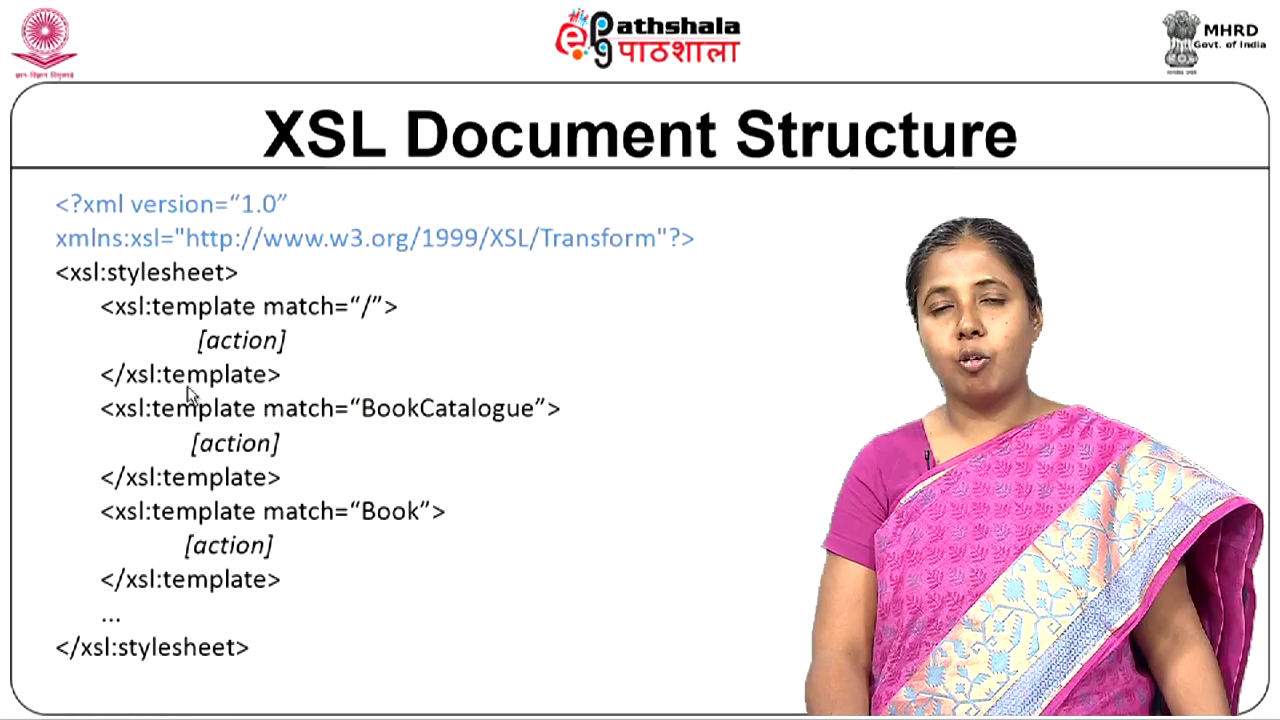 ज्ञान-विज्ञान विमुक्तये
e Pathshala
पाठशाला
MHRD
Govt. of India
XSL Document Structure
<?xml version=“1.0”
xmlns:xsl="http://www.w3.org/1999/XSL/Transform"?>
<xsl:stylesheet>
<xsl:template match=“/”>
[action]
</xsl:template>
<xsl:template match=“BookCatalogue”>
[action]
</xsl:template>
<xsl:template match=“Book”>
[action]
</xsl:template>
...
</xsl:stylesheet>